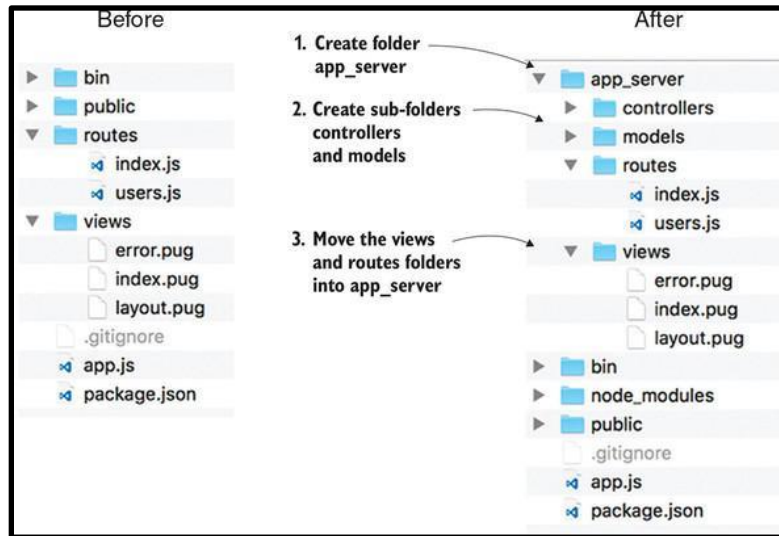 Before
bin
public
routes
index.js
users.js
views
error.pug
index.pug
layout.pug
.gitignore
app.js
package.json
1. Create folder
app_server
2. Create sub-folders
controllers
and models
3. Move the views
and routes folders
into app_server
After
app_server
controllers
models
routes
index.js
users.js
views
error.pug
index.pug
layout.pug
bin
node_modules
public
.gitignore
app.js
package.json